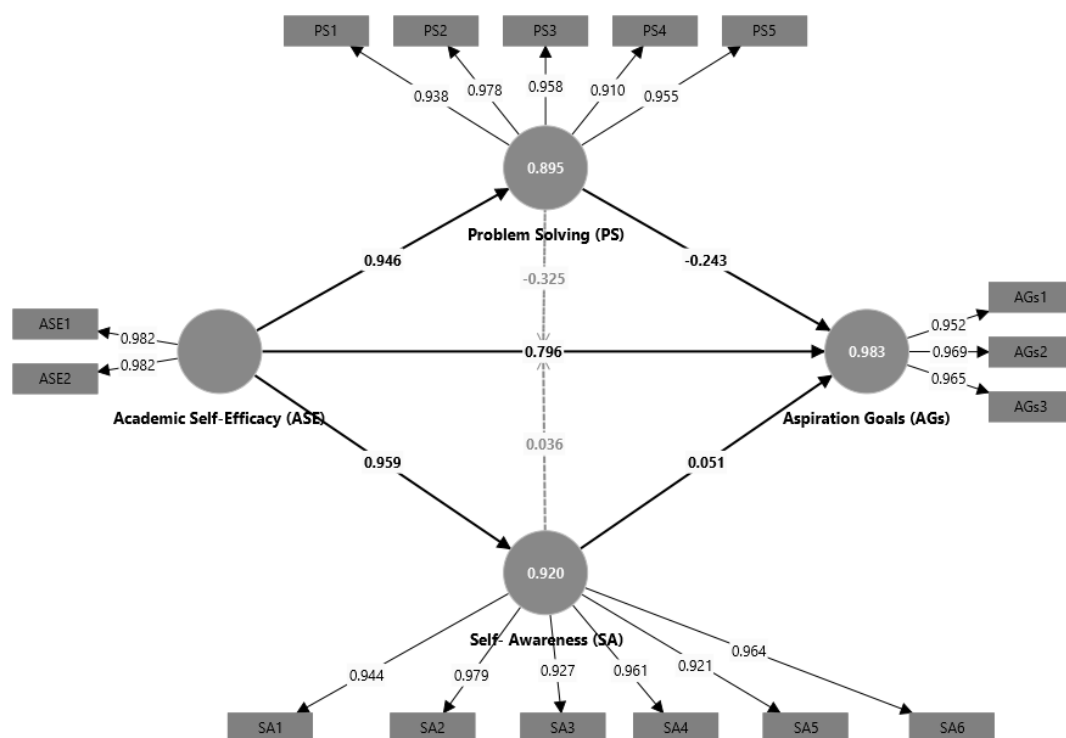 PS1 PS2 PS3 PS4 PS5
0.938 0.978 0.958 0.910 0.955
0.895
Problem Solving (PS)
0.946 -0.243
-0.325
ASE1
0.982
ASE2
0.982
Academic Self-Efficacy (ASE)
0.796
0.983
Aspiration Goals (AGs)
0.952
AGs1
0.969
AGs2
0.965
AGs3
0.036
0.959 0.051
0.920
Self- Awareness (SA)
0.944 0.979 0.927 0.961 0.921 0.964
SA1 SA2 SA3 SA4 SA5 SA6